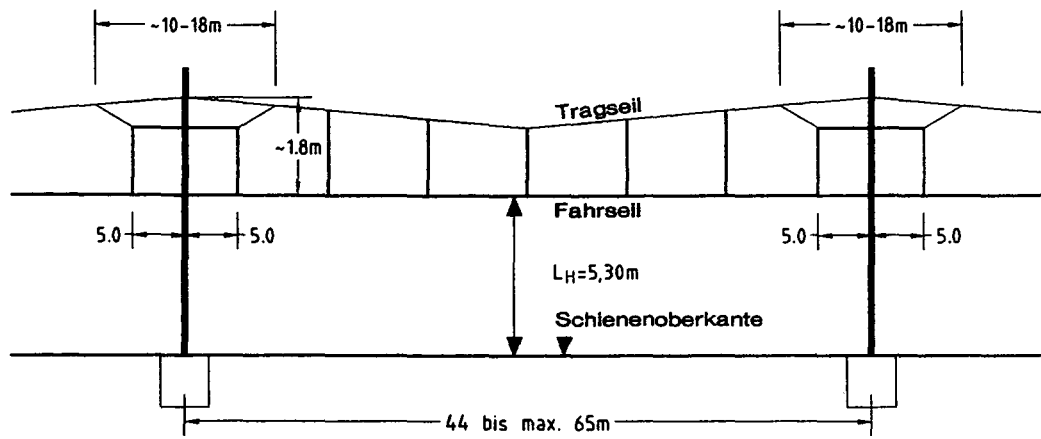 ~10-18m
~10-18m
Tragseil
~1.8m
Fahrseil
5.0
5.0
5.0
5.0
LH=5,30m
Schienenoberkante
44 bis max. 65m